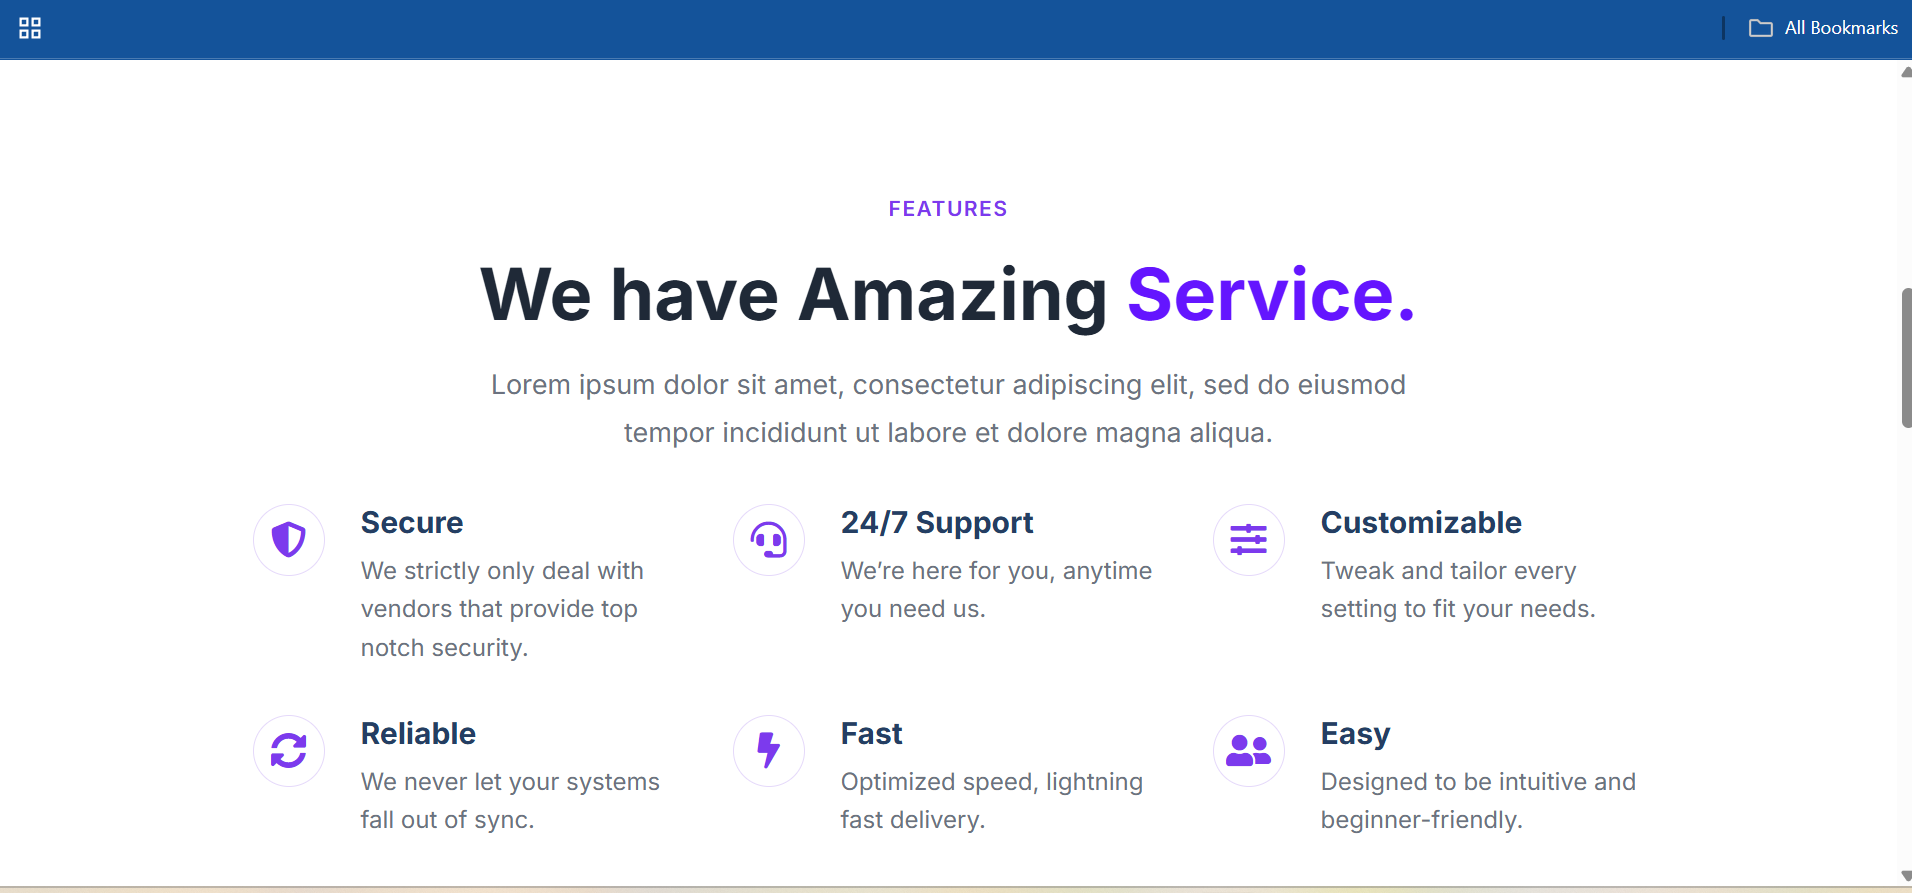 All Bookmarks
FEATURES
We have Amazing Service.
Lorem ipsum dolor sit amet, consectetur adipiscing elit, sed do eiusmod
tempor incididunt ut labore et dolore magna aliqua.
Secure
We strictly only deal with
vendors that provide top
notch security.
24/7 Support
We’re here for you, anytime
you need us.
Customizable
Tweak and tailor every
setting to fit your needs.
Reliable
We never let your systems
fall out of sync.
Fast
Optimized speed, lightning
fast delivery.
Easy
Designed to be intuitive and
beginner-friendly.